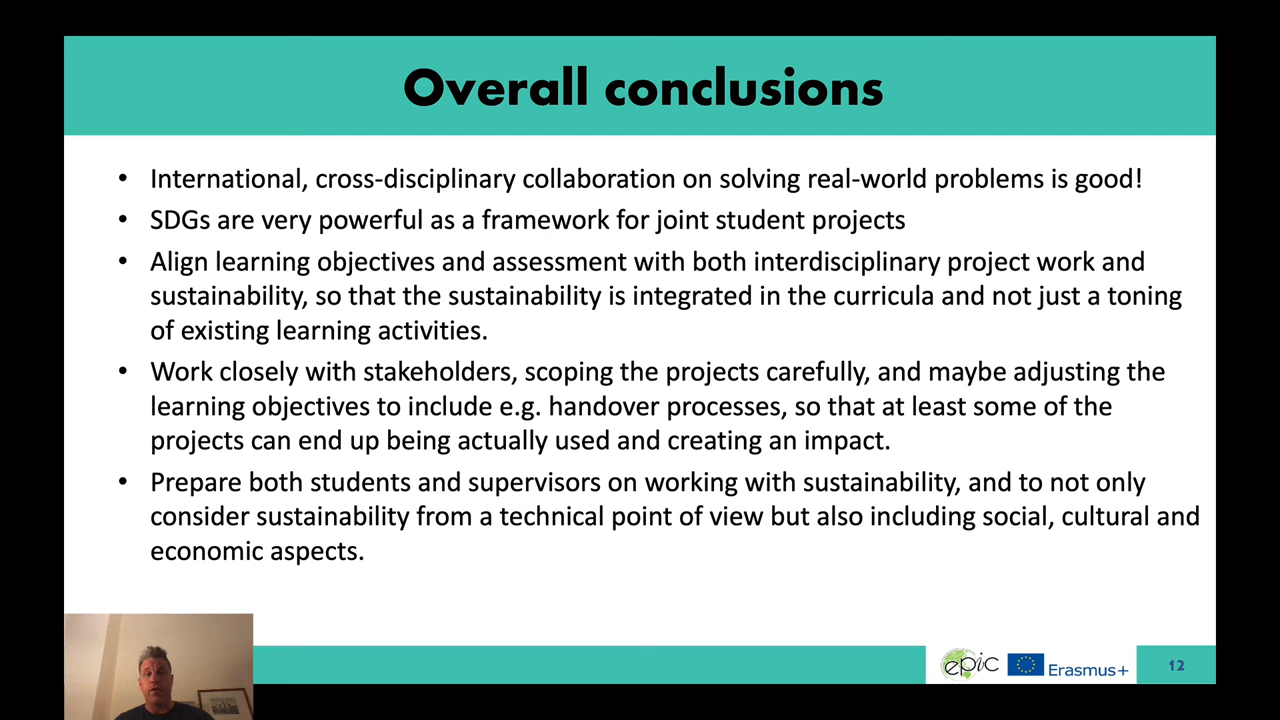 Overall conclusions
• International, cross-disciplinary collaboration on solving real-world problems is good!
• SDGs are very powerful as a framework for joint student projects
• Align learning objectives and assessment with both interdisciplinary project work and
sustainability, so that the sustainability is integrated in the curricula and not just a toning
of existing learning activities.
• Work closely with stakeholders, scoping the projects carefully, and maybe adjusting the
learning objectives to include e.g. handover processes, so that at least some of the
projects can end up being actually used and creating an impact.
• Prepare both students and supervisors on working with sustainability, and to not only
consider sustainability from a technical point of view but also including social, cultural and
economic aspects.
epic
Erasmus+
12